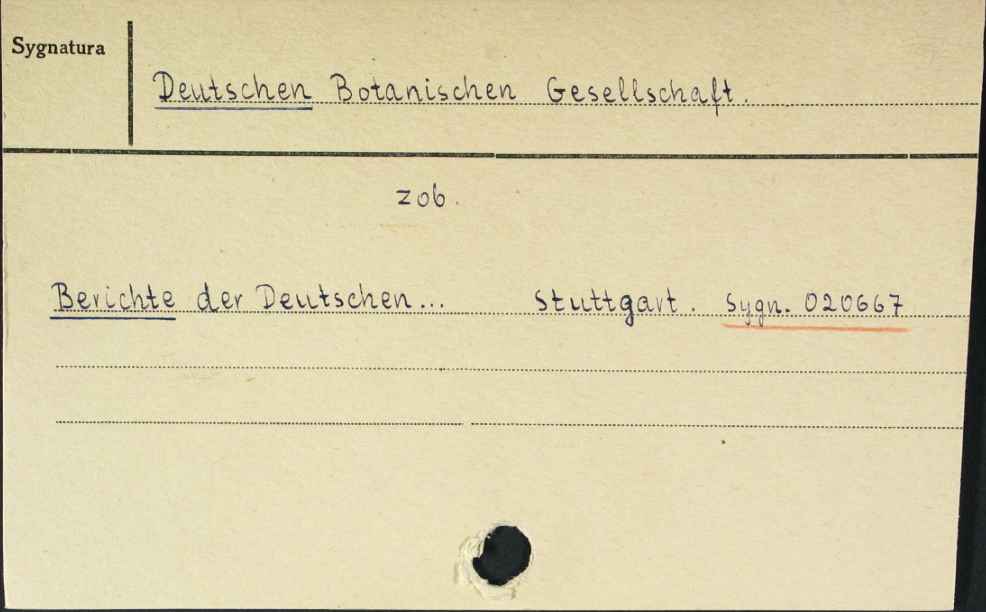 Sygnatura
Deutschen Botanischen Gesellschaft.
zob.
Berichte der Deutschen... Stuttgart. Sygn. 020667